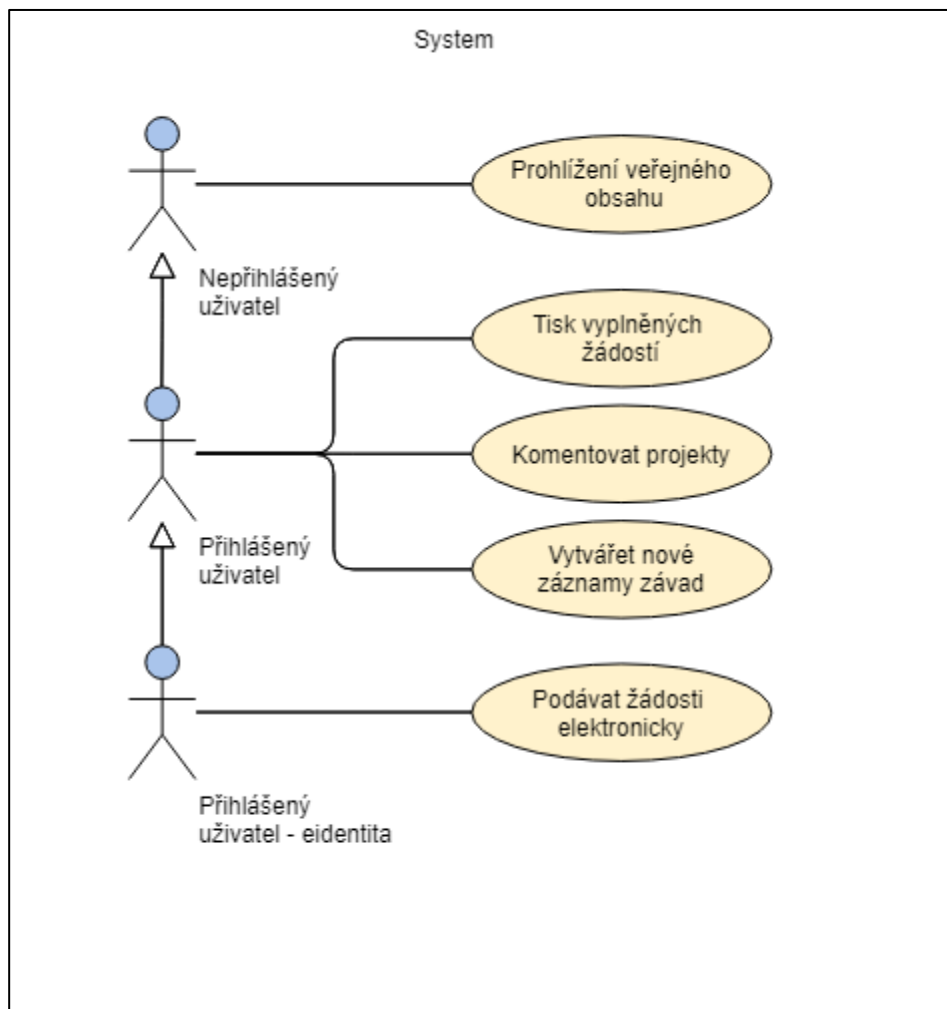 System
Prohlížení veřejného
obsahu
Nepřihlášený
uživatel
Tisk vyplněných
žádostí
Komentovat projekty
Přihlášený
uživatel
Vytvářet nové
záznamy závad
Podávat žádosti
elektronicky
Přihlášený
uživatel - eidentita